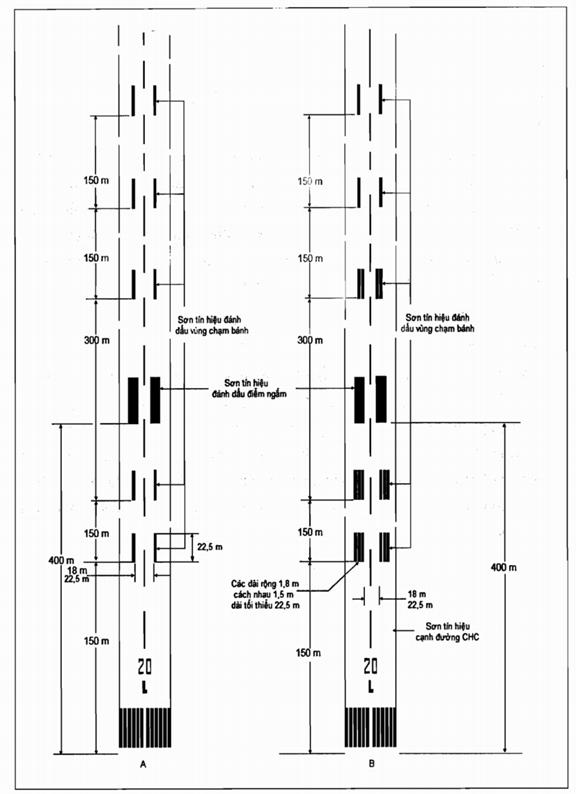 150 m
150 m
300 m
150 m
400 m
18 m
22,5 m
22,5 m
150 m
20
L
A
Sơn tín hiệu đánh
dấu vùng chạm bánh
Sơn tín hiệu
đánh dấu điểm ngắm
150 m
150 m
300 m
Sơn tín hiệu đánh
dấu vùng chạm bánh
150 m
Các dải rộng 1,8 m
cách nhau 1,5 m
dài tối thiểu 22,5 m
18 m
22,5 m
400 m
Sơn tín hiệu
cạnh đường CHC
150 m
20
L
B